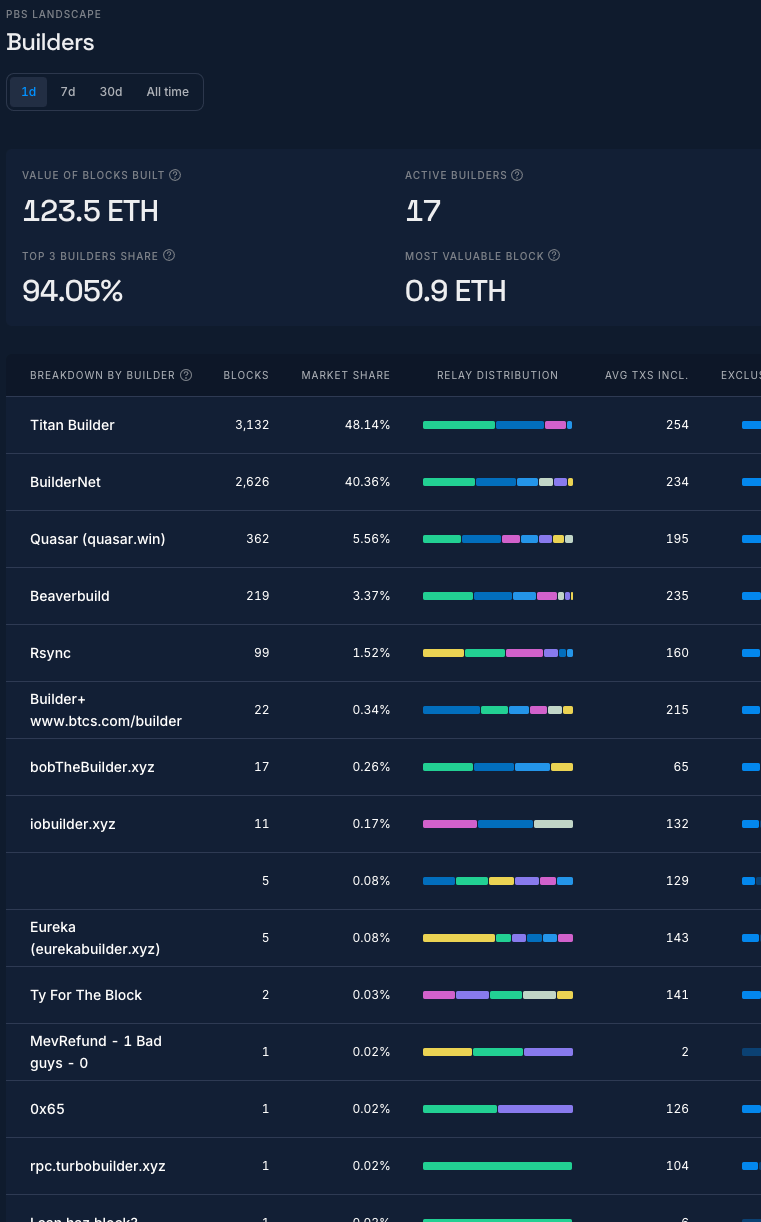 PBS LANDSCAPE
Builders
1d 7d 30d All time
VALUE OF BLOCKS BUILT ?
ACTIVE BUILDERS ?
123.5 ETH
17
TOP 3 BUILDERS SHARE ?
MOST VALUABLE BLOCK ?
94.05%
0.9 ETH
BREAKDOWN BY BUILDER ? BLOCKS MARKET SHARE RELAY DISTRIBUTION AVG TXS INCL.
Titan Builder 3,132 48.14% 254
BuilderNet 2,626 40.36% 234
Quasar (quasar.win) 362 5.56% 195
Beaverbuild 219 3.37% 235
Rsync 99 1.52% 160
Builder+
www.btcs.com/builder 22 0.34% 215
bobTheBuilder.xyz 17 0.26% 65
iobuilder.xyz 11 0.17% 132
5 0.08% 129
Eureka
(eurekabuilder.xyz) 5 0.08% 143
Ty For The Block 2 0.03% 141
MevRefund - 1 Bad
guys - 0 1 0.02% 2
0x65 1 0.02% 126
rpc.turbobuilder.xyz 1 0.02% 104